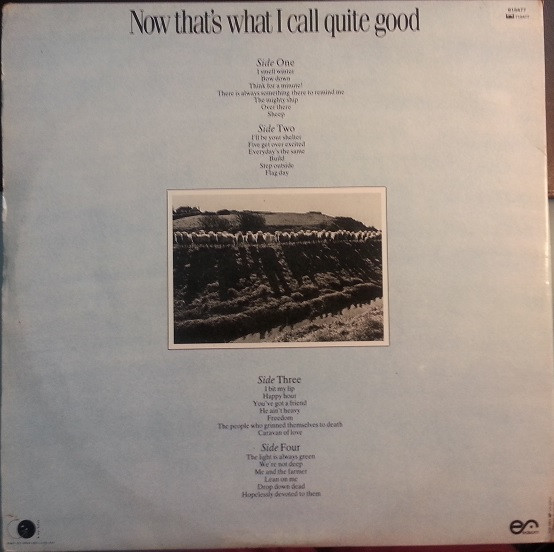 Now that's what I call quite good
Side One
I smell winter
Bow down
Think for a minute!
There is always something there to remind me
The mighty ship
Over there
Sheep
Side Two
I'll be your shelter
Five get over excited
Everyday's the same
Build
Step outside
Flag day
Side Three
I bit my lip
Happy hour
You've got a friend
He ain't heavy
Freedom
The people who grinned themselves to death
Caravan of love
Side Four
The light is always green
We're not deep
Me and the farmer
Lean on me
Drop down dead
Hopelessly devoted to them